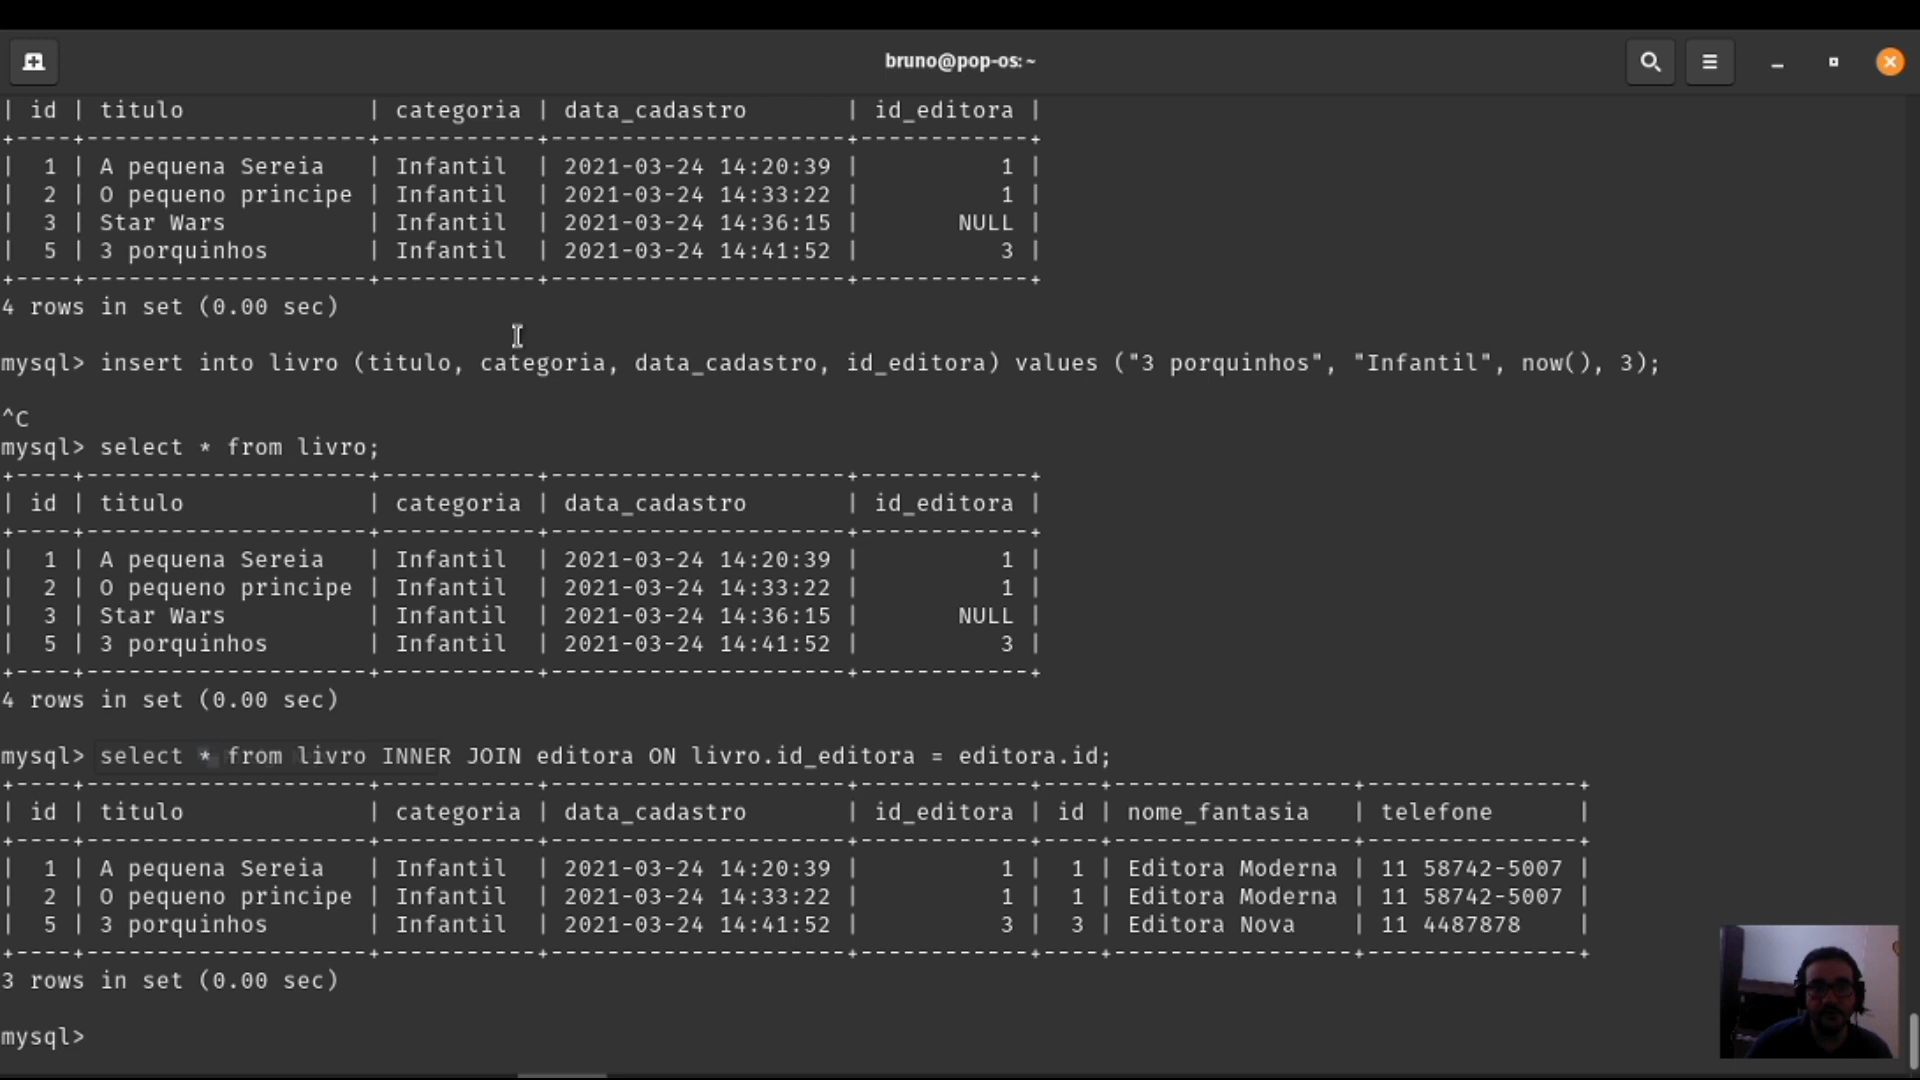 bruno@pop-os: ~
| id | titulo             | categoria | data_cadastro       | id_editora |
+----+--------------------+-----------+---------------------+------------+
|  1 | A pequena Sereia   | Infantil  | 2021-03-24 14:20:39 |          1 |
|  2 | O pequeno principe | Infantil  | 2021-03-24 14:33:22 |          1 |
|  3 | Star Wars          | Infantil  | 2021-03-24 14:36:15 |       NULL |
|  5 | 3 porquinhos       | Infantil  | 2021-03-24 14:41:52 |          3 |
+----+--------------------+-----------+---------------------+------------+
4 rows in set (0.00 sec)
mysql> insert into livro (titulo, categoria, data_cadastro, id_editora) values ("3 porquinhos", "Infantil", now(), 3);
^C
mysql> select * from livro;
+----+--------------------+-----------+---------------------+------------+
| id | titulo             | categoria | data_cadastro       | id_editora |
+----+--------------------+-----------+---------------------+------------+
|  1 | A pequena Sereia   | Infantil  | 2021-03-24 14:20:39 |          1 |
|  2 | O pequeno principe | Infantil  | 2021-03-24 14:33:22 |          1 |
|  3 | Star Wars          | Infantil  | 2021-03-24 14:36:15 |       NULL |
|  5 | 3 porquinhos       | Infantil  | 2021-03-24 14:41:52 |          3 |
+----+--------------------+-----------+---------------------+------------+
4 rows in set (0.00 sec)
mysql> select * from livro INNER JOIN editora ON livro.id_editora = editora.id;
+----+--------------------+-----------+---------------------+------------+----+-----------------+---------------+
| id | titulo             | categoria | data_cadastro       | id_editora | id | nome_fantasia   | telefone      |
+----+--------------------+-----------+---------------------+------------+----+-----------------+---------------+
|  1 | A pequena Sereia   | Infantil  | 2021-03-24 14:20:39 |          1 |  1 | Editora Moderna | 11 58742-5007 |
|  2 | O pequeno principe | Infantil  | 2021-03-24 14:33:22 |          1 |  1 | Editora Moderna | 11 58742-5007 |
|  5 | 3 porquinhos       | Infantil  | 2021-03-24 14:41:52 |          3 |  3 | Editora Nova    | 11 4487878    |
+----+--------------------+-----------+---------------------+------------+----+-----------------+---------------+
3 rows in set (0.00 sec)
mysql>